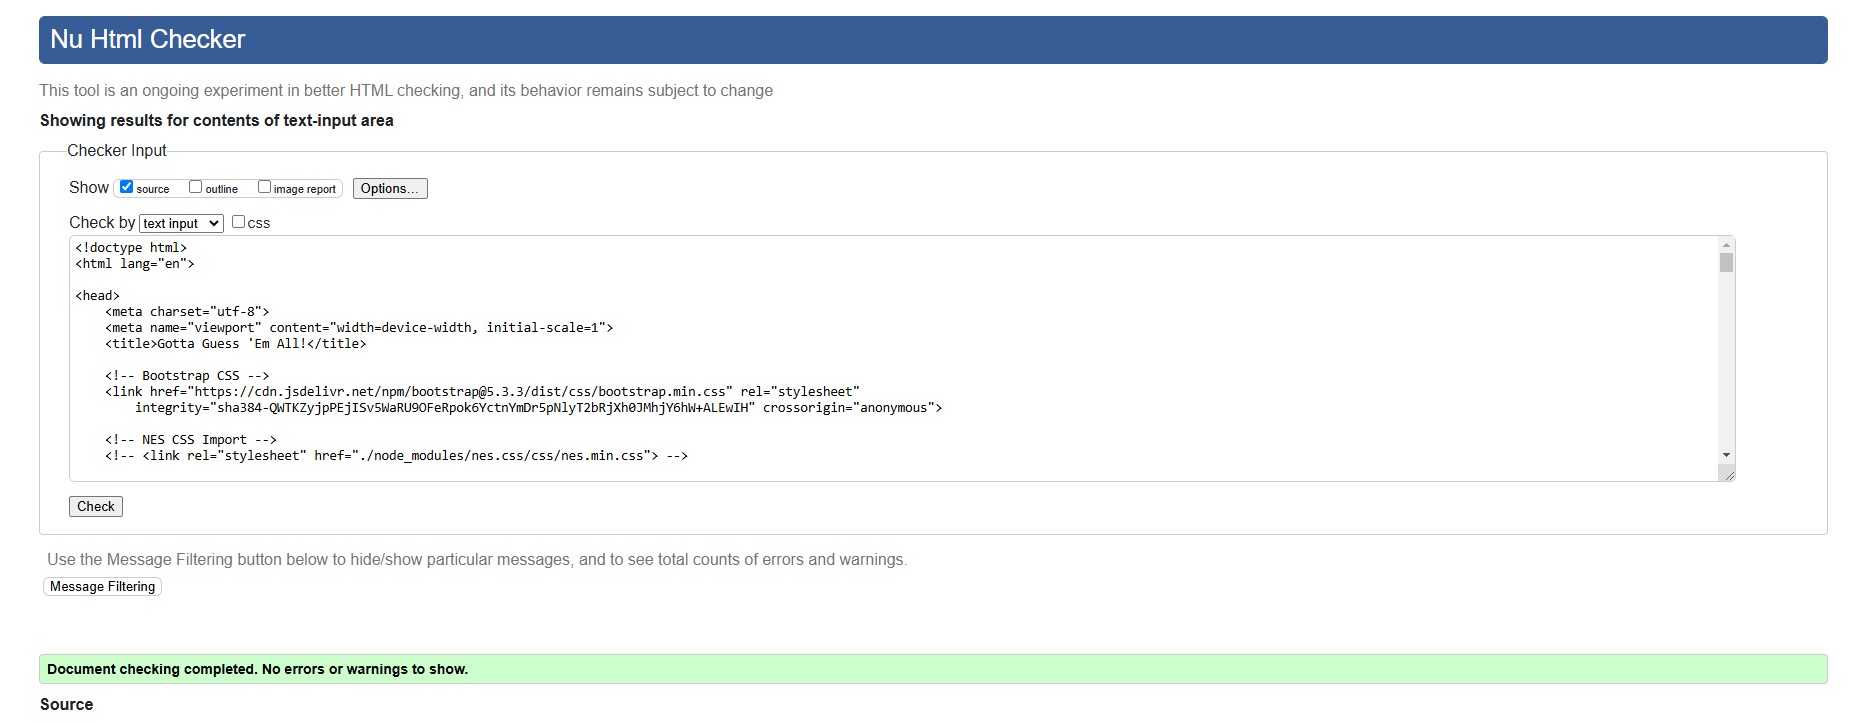 Nu Html Checker
This tool is an ongoing experiment in better HTML checking, and its behavior remains subject to change
Showing results for contents of text-input area
Checker Input
Show source outline image report Options...
Check by text input css
<!doctype html>
<html lang="en">
<head>
<meta charset="utf-8">
<meta name="viewport" content="width=device-width, initial-scale=1">
<title>Gotta Guess 'Em All!</title>
<!-- Bootstrap CSS -->
<link href="https://cdn.jsdelivr.net/npm/bootstrap@5.3.3/dist/css/bootstrap.min.css" rel="stylesheet"
integrity="sha384-QWTKZyjpPEjISv5WaRU9OFeRpok6YctnYmDr5pNlyT2bRjXh0JMhjY6hW+ALEwIH" crossorigin="anonymous">
<!-- NES CSS Import -->
<!-- <link rel="stylesheet" href="./node_modules/nes.css/css/nes.min.css"> -->
Check
Use the Message Filtering button below to hide/show particular messages, and to see total counts of errors and warnings.
Message Filtering
Document checking completed. No errors or warnings to show.
Source